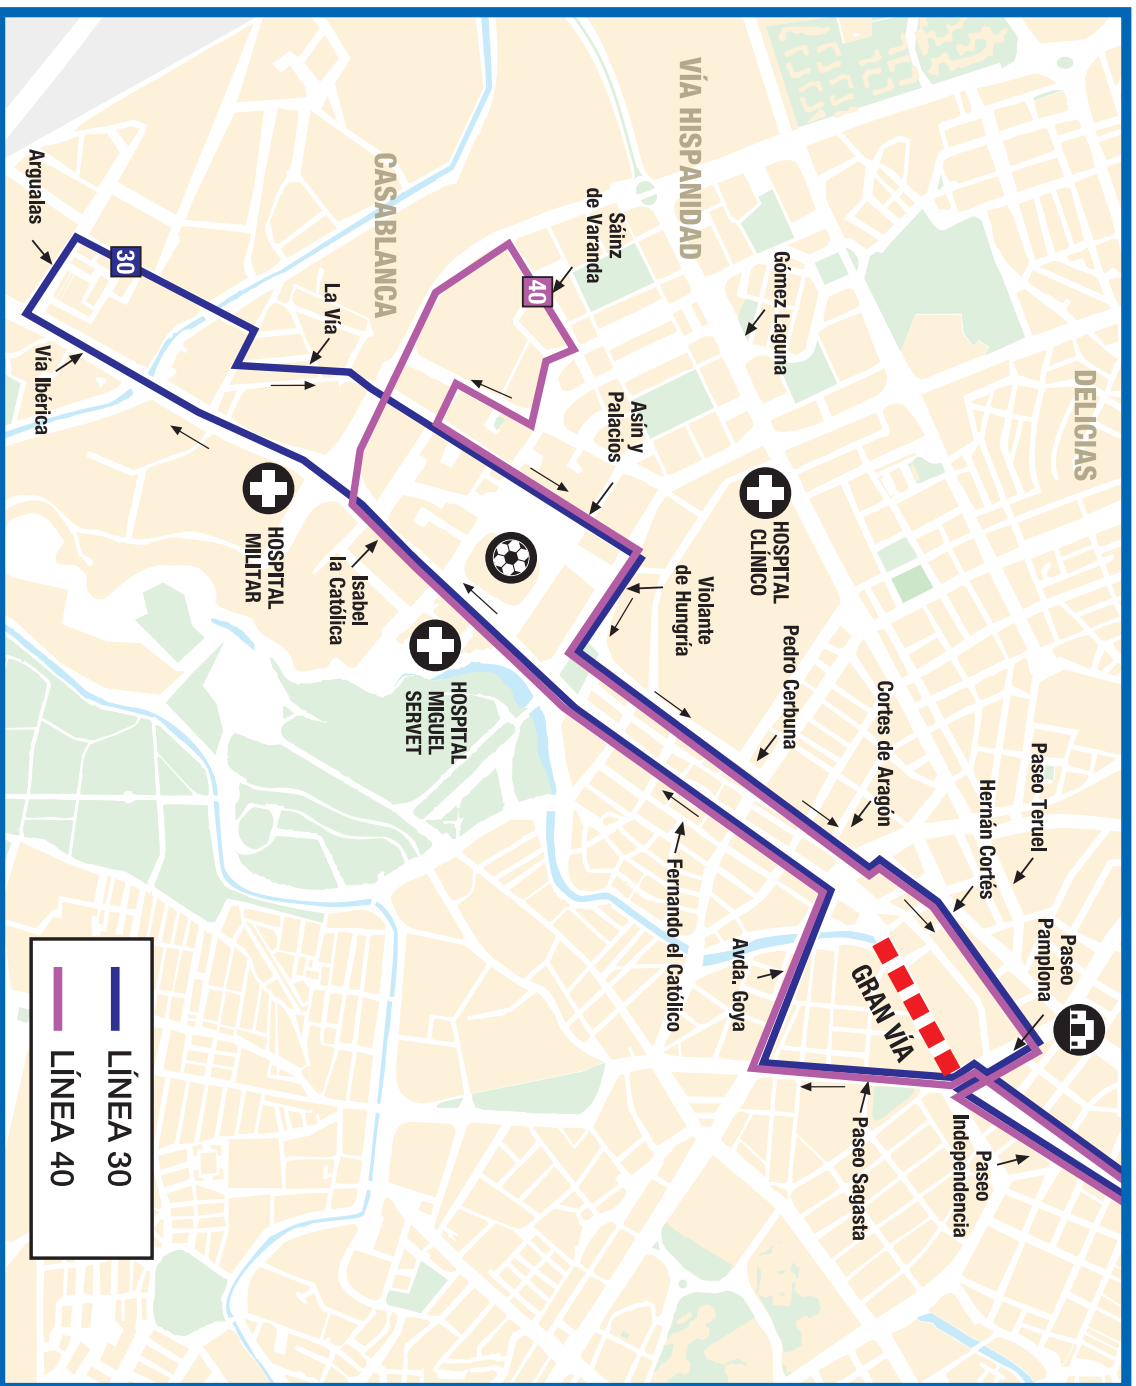 DELICIAS
VÍA HISPANIDAD
CASABLANCA
Paseo Teruel
Hernán Cortés
Paseo
Pamplona
Cortes de Aragón
Pedro Cerbuna
Gómez Laguna
HOSPITAL
CLÍNICO
Violante
de Hungría
Asín y
Palacios
Sáinz
de Varanda
40
La Vía
30
Argualas
Vía Ibérica
HOSPITAL
MILITAR
Isabel
la Católica
HOSPITAL
MIGUEL
SERVET
Fernando el Católico
Avda. Goya
GRAN VÍA
Paseo
Independencia
Paseo Sagasta
LÍNEA 30
LÍNEA 40